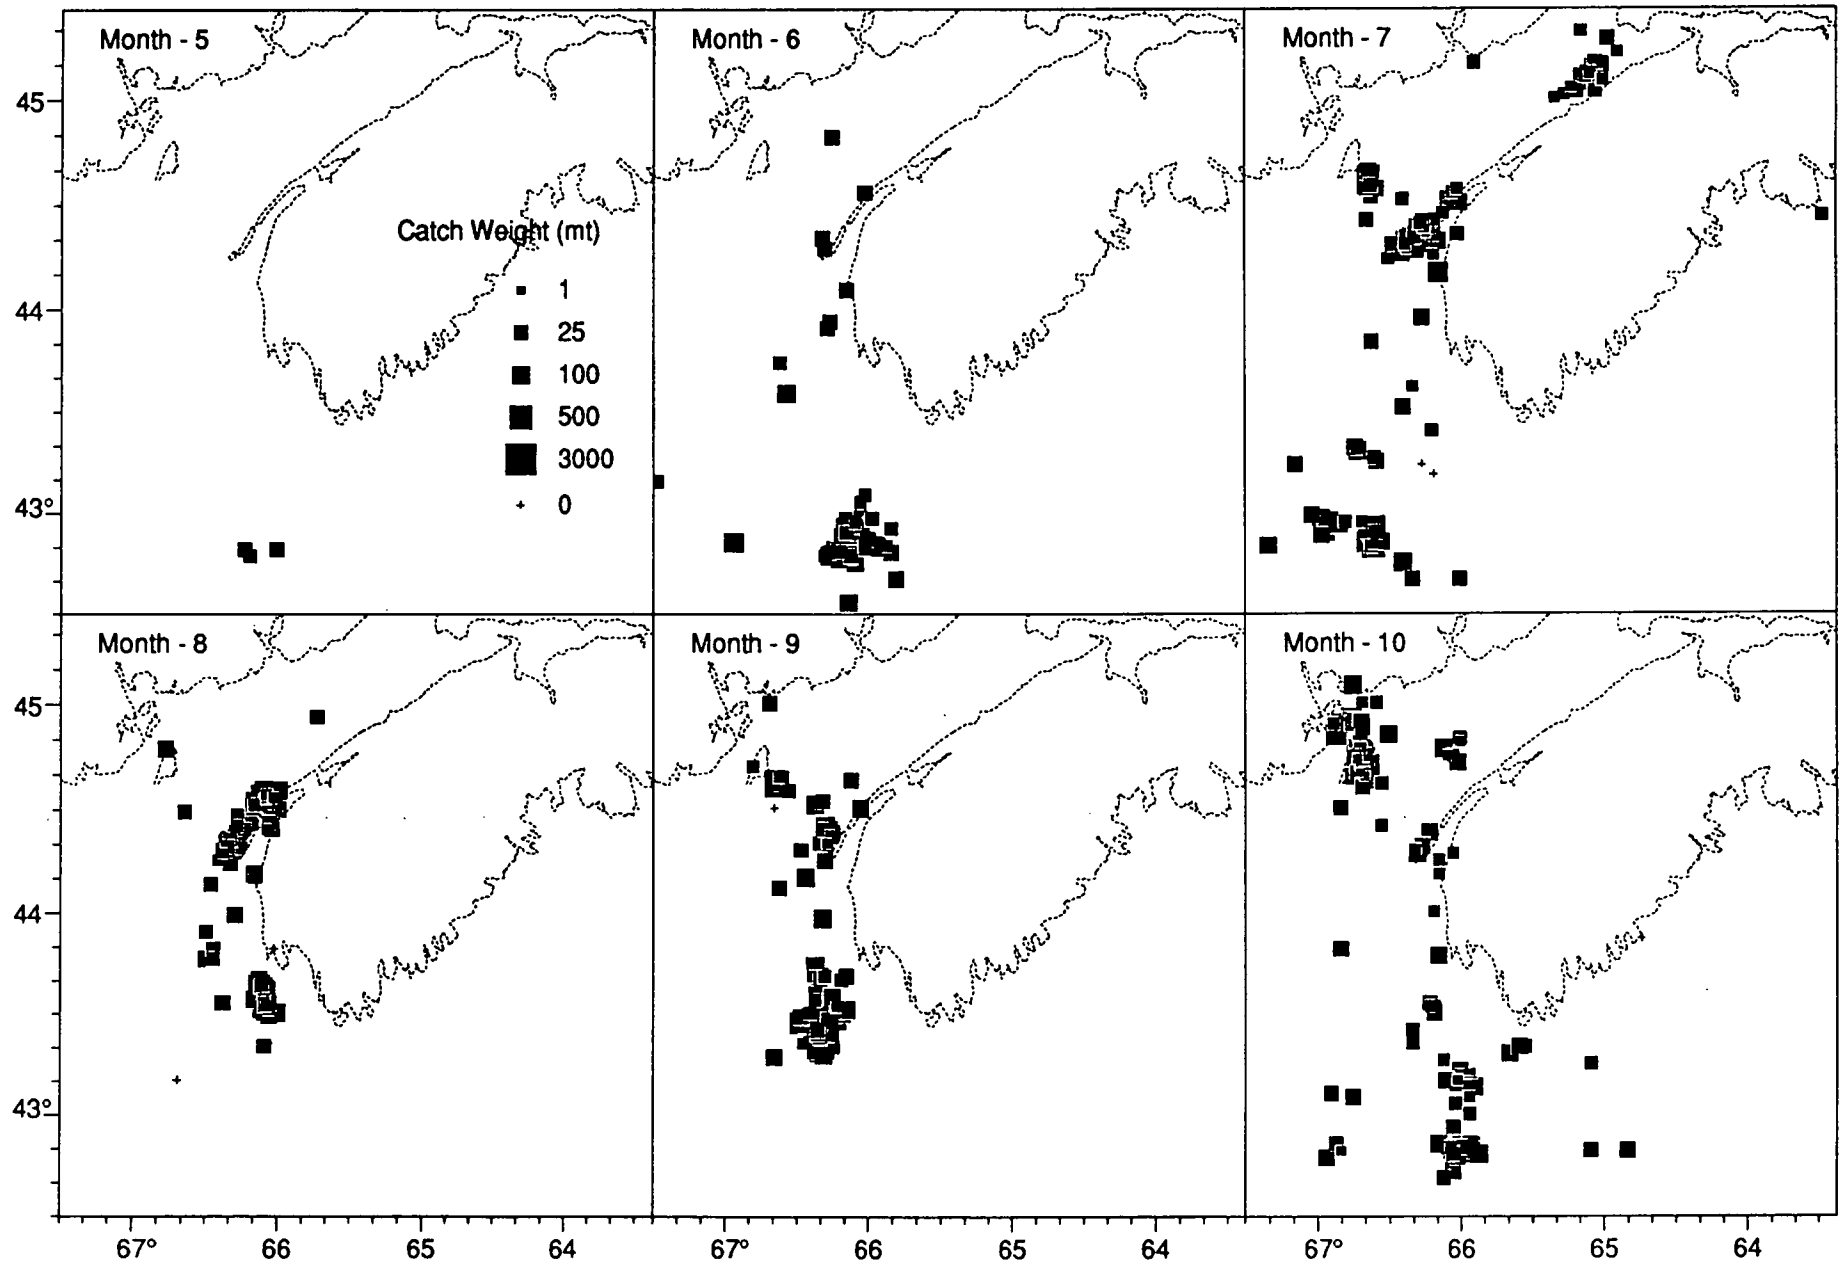 Month - 5
Month - 6
Month - 7
45
Catch Weight (mt)
1
44
25
100
500
3000
43°
0
Month - 8
Month - 9
Month - 10
45
44
43°
67° 66 65 64 67° 66 65 64 67° 66 65 64